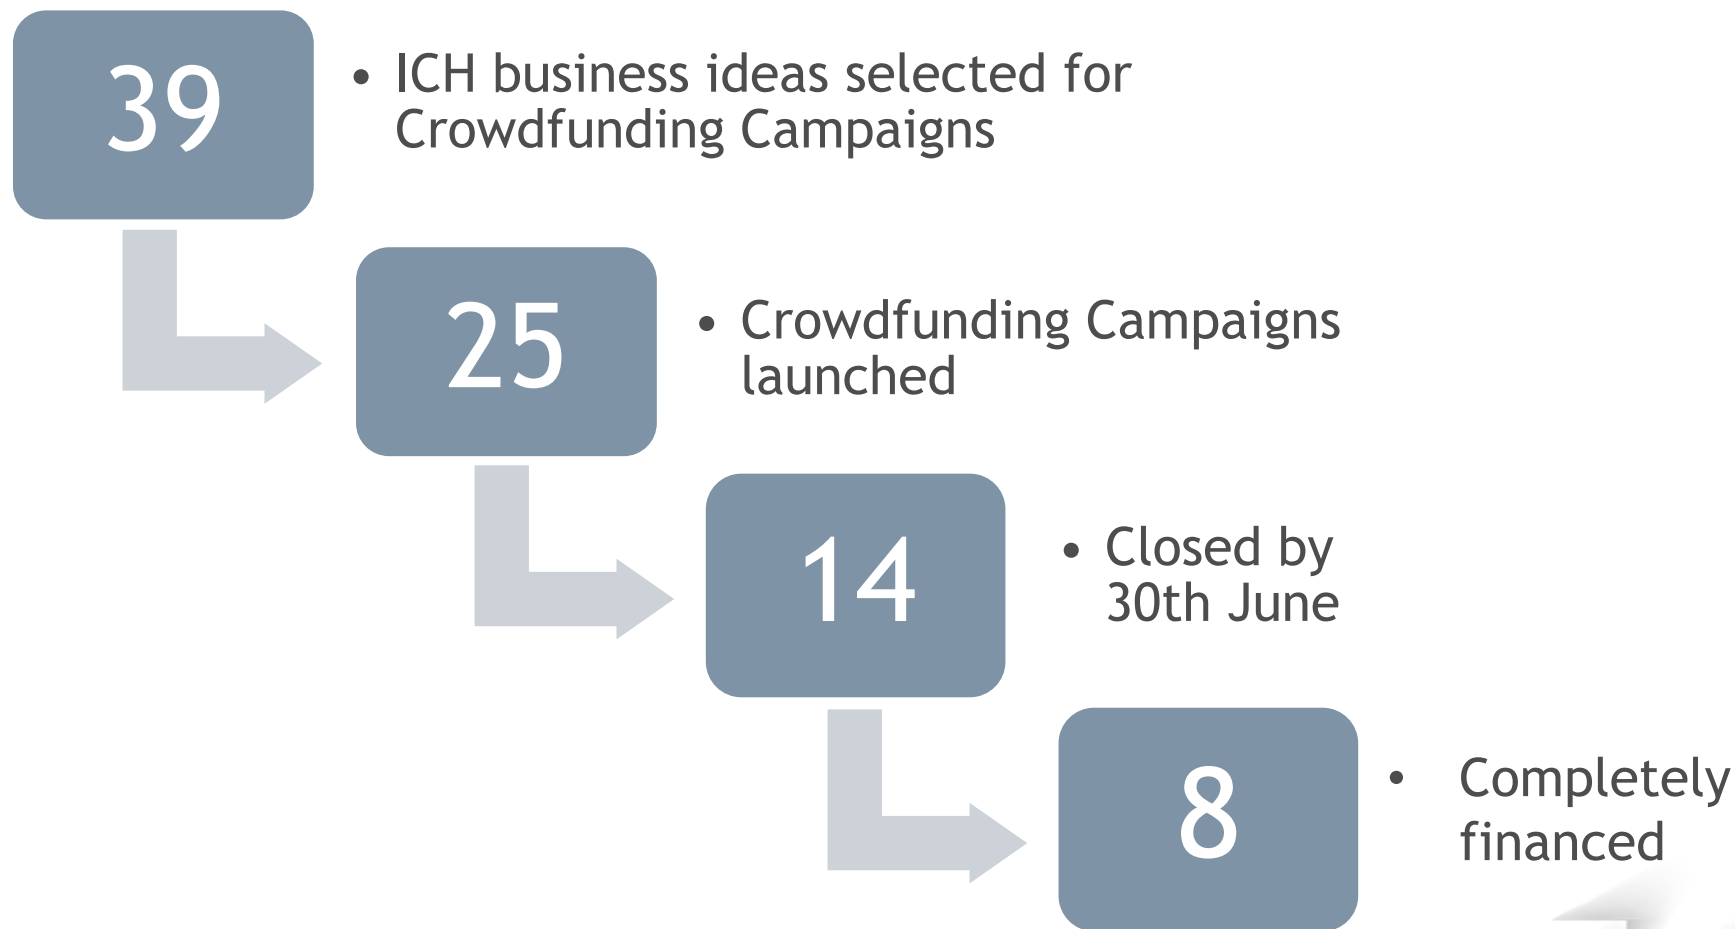 39
• ICH business ideas selected for
Crowdfunding Campaigns
25
• Crowdfunding Campaigns
launched
14
• Closed by
30th June
8
• Completely
financed